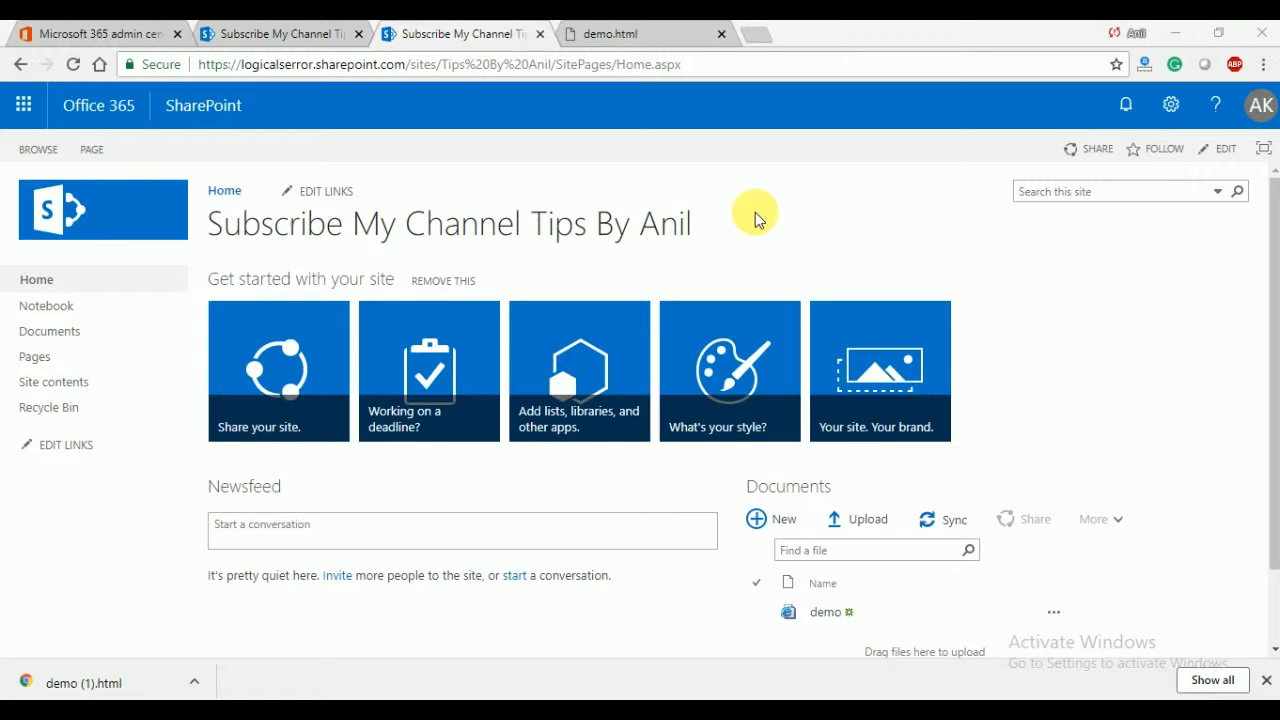 Microsoft 365 admin cen
Subscribe My Channel Ti
Subscribe My Channel Ti
demo.html
Anil
Secure
https://logicalserror.sharepoint.com/sites/Tips%20By%20Anil/SitePages/Home.aspx
ABP
Office 365
SharePoint
?
AK
BROWSE
PAGE
SHARE
FOLLOW
EDIT
S
Home
EDIT LINKS
Search this site
Subscribe My Channel Tips By Anil
Home
Notebook
Documents
Pages
Site contents
Recycle Bin
EDIT LINKS
Get started with your site
REMOVE THIS
Share your site.
Working on a
deadline?
Add lists, libraries, and
other apps.
What's your style?
Your site. Your brand.
Newsfeed
Start a conversation
It's pretty quiet here. Invite more people to the site, or start a conversation.
Documents
New
Upload
Sync
Share
More
Find a file
Name
demo
...
Drag files here to upload
Activate Windows
Go to Settings to activate Windows.
demo (1).html
Show all